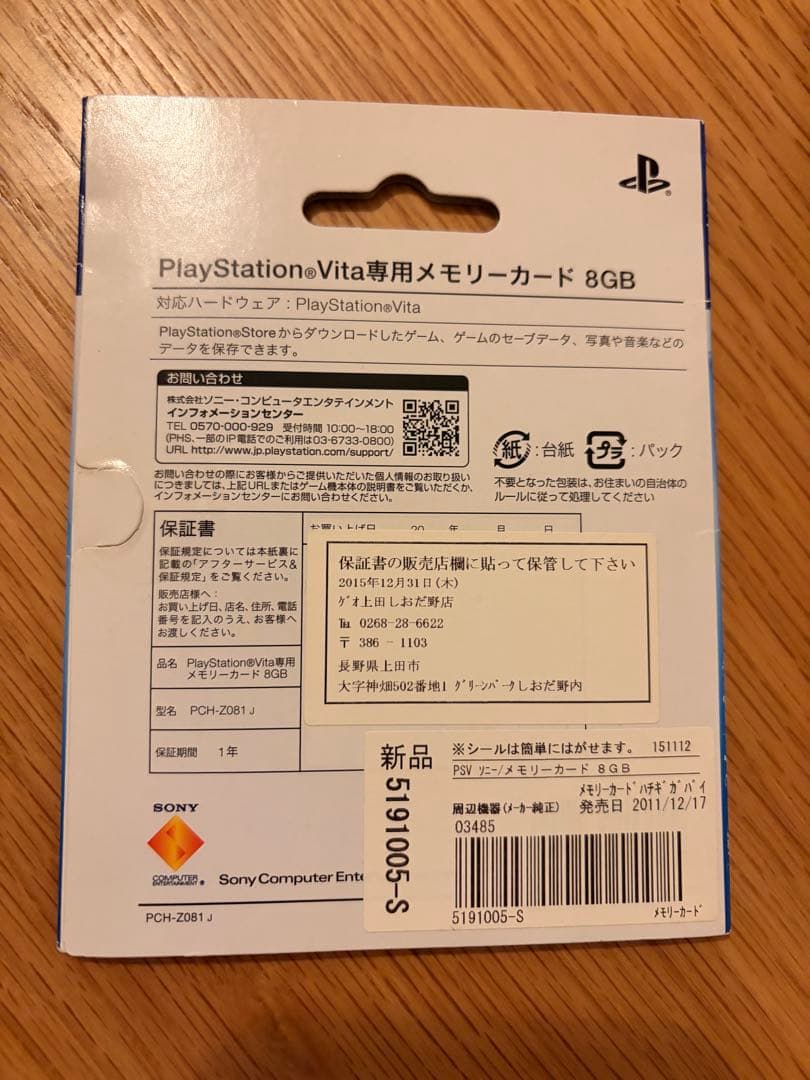 PlayStation®Vita専用メモリーカード 8GB
対応ハードウェア：PlayStation®Vita
PlayStation®Storeからダウンロードしたゲーム、ゲームのセーブデータ、写真や音楽などの
データを保存できます。
お問い合わせ
株式会社ソニー・コンピュータエンタテインメント
インフォメーションセンター
TEL 0570-000-929 受付時間 10:00〜18:00
(PHS、一部のIP電話でのご利用は03-6733-0800)
URL http://www.jp.playstation.com/support/
紙：台紙 プラ：パック
お問い合わせの際にお客様からご提供いただいた個人情報のお取り扱い
につきましては、上記URLまたはゲーム機本体の説明書をご覧いただくか、
インフォメーションセンターにお問い合わせください。
不要となった包装は、お住まいの自治体の
ルールに従って処理してください
保証書
お買い上げ日 20 年 月 日
保証規定については本紙裏に
記載の「アフターサービス&
保証規定」をご覧ください。
販売店様へ：
お買い上げ日、店名、住所、電話
番号を記入のうえ、お客様へ
お渡しください。
品名 PlayStation®Vita専用
メモリーカード 8GB
型名 PCH-Z081 J
保証期間 1年
保証書の販売店欄に貼って保管して下さい
2015年12月31日(木)
ｹﾞｵ上田しおだ野店
℡ 0268-28-6622
〒 386 - 1103
長野県上田市
大字神畑502番地1 ｸﾞﾘｰﾝﾊﾟｰｸしおだ野内
新品
5191005-S
※シールは簡単にはがせます。 151112
PSV ｿﾆｰ/メモリーカード 8GB
ﾒﾓﾘｰｶｰﾄﾞﾊﾁｷﾞｶﾞﾊﾞｲ
周辺機器(ﾒｰｶｰ純正) 発売日 2011/12/17
03485
5191005-S ﾒﾓﾘｰｶｰﾄﾞ
SONY
COMPUTER
ENTERTAINMENT®
Sony Computer Ente
PCH-Z081 J